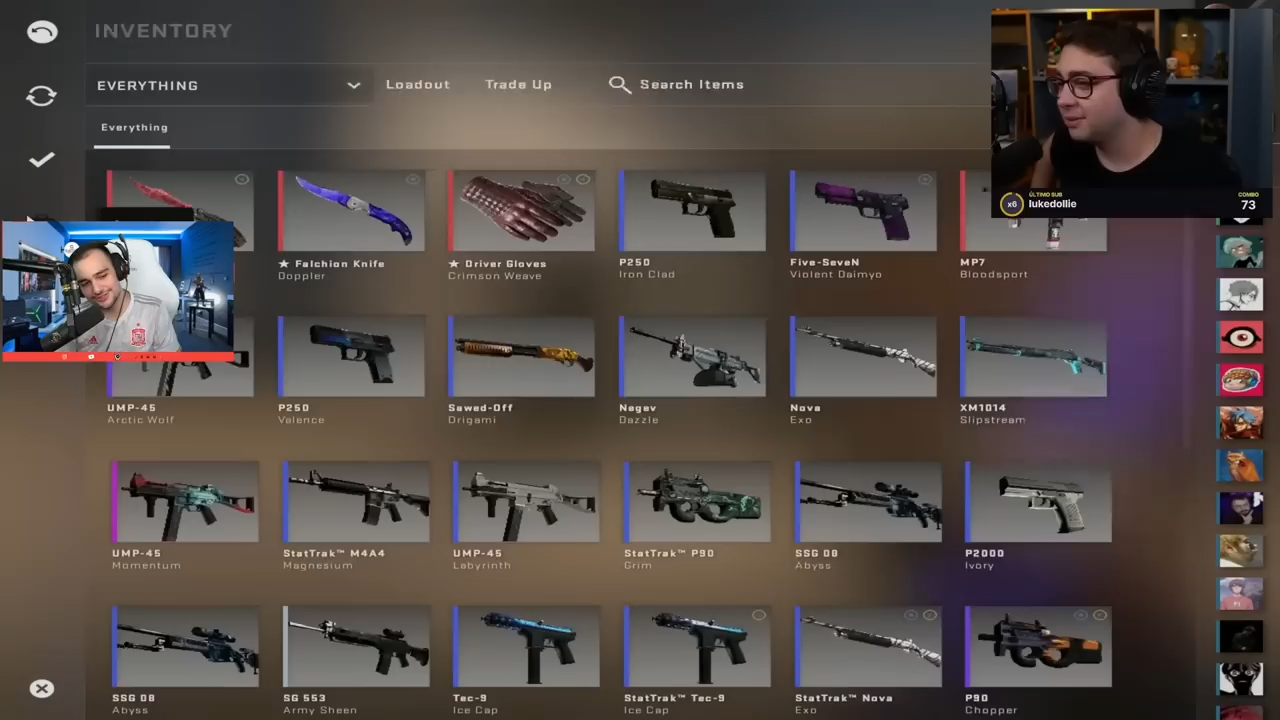 INVENTORY
EVERYTHING
Loadout
Trade Up
Search Items
Everything
x6
ÚLTIMO SUB
lukedollie
COMBO
73
★ Falchion Knife
Doppler
★ Driver Gloves
Crimson Weave
P250
Iron Clad
Five-SeveN
Violent Daimyo
MP7
Bloodsport
UMP-45
Arctic Wolf
P250
Valence
Sawed-Off
Origami
Negev
Dazzle
Nova
Exo
XM1014
Slipstream
UMP-45
Momentum
StatTrak™ M4A4
Magnesium
UMP-45
Labyrinth
StatTrak™ P90
Grim
SSG 08
Abyss
P2000
Ivory
SSG 08
Abyss
SG 553
Army Sheen
Tec-9
Ice Cap
StatTrak™ Tec-9
Ice Cap
StatTrak™ Nova
Exo
P90
Chopper